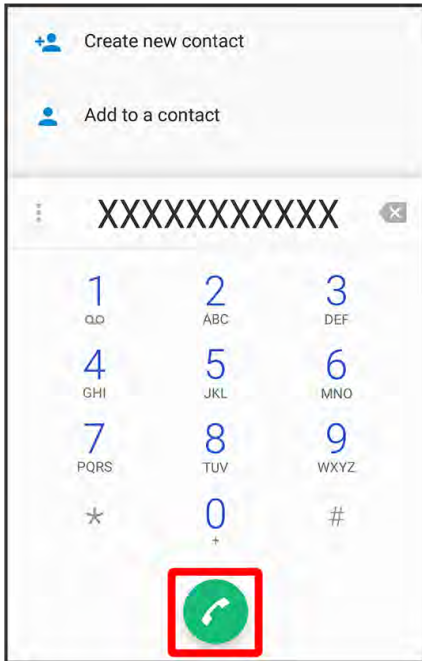 Create new contact
Add to a contact
XXXXXXXXXXX
1 2 3
ABC DEF
4 5 6
GHI JKL MNO
7 8 9
PQRS TUV WXYZ
* 0 #
+